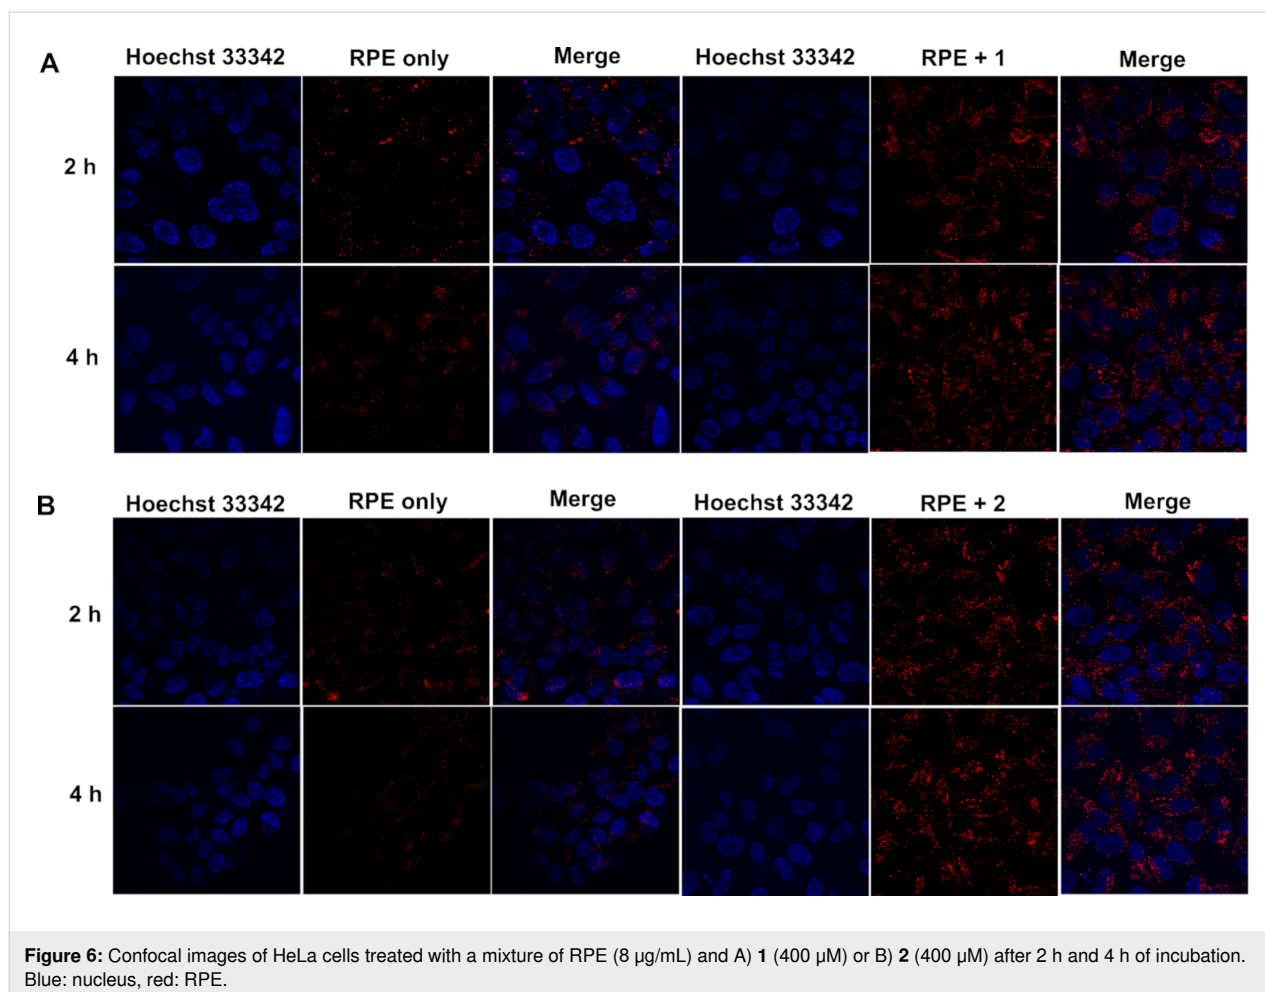 A
Hoechst 33342 RPE only Merge Hoechst 33342 RPE + 1 Merge
2 h
4 h
B
Hoechst 33342 RPE only Merge Hoechst 33342 RPE + 2 Merge
2 h
4 h
Figure 6: Confocal images of HeLa cells treated with a mixture of RPE (8 µg/mL) and A) 1 (400 µM) or B) 2 (400 µM) after 2 h and 4 h of incubation.
Blue: nucleus, red: RPE.